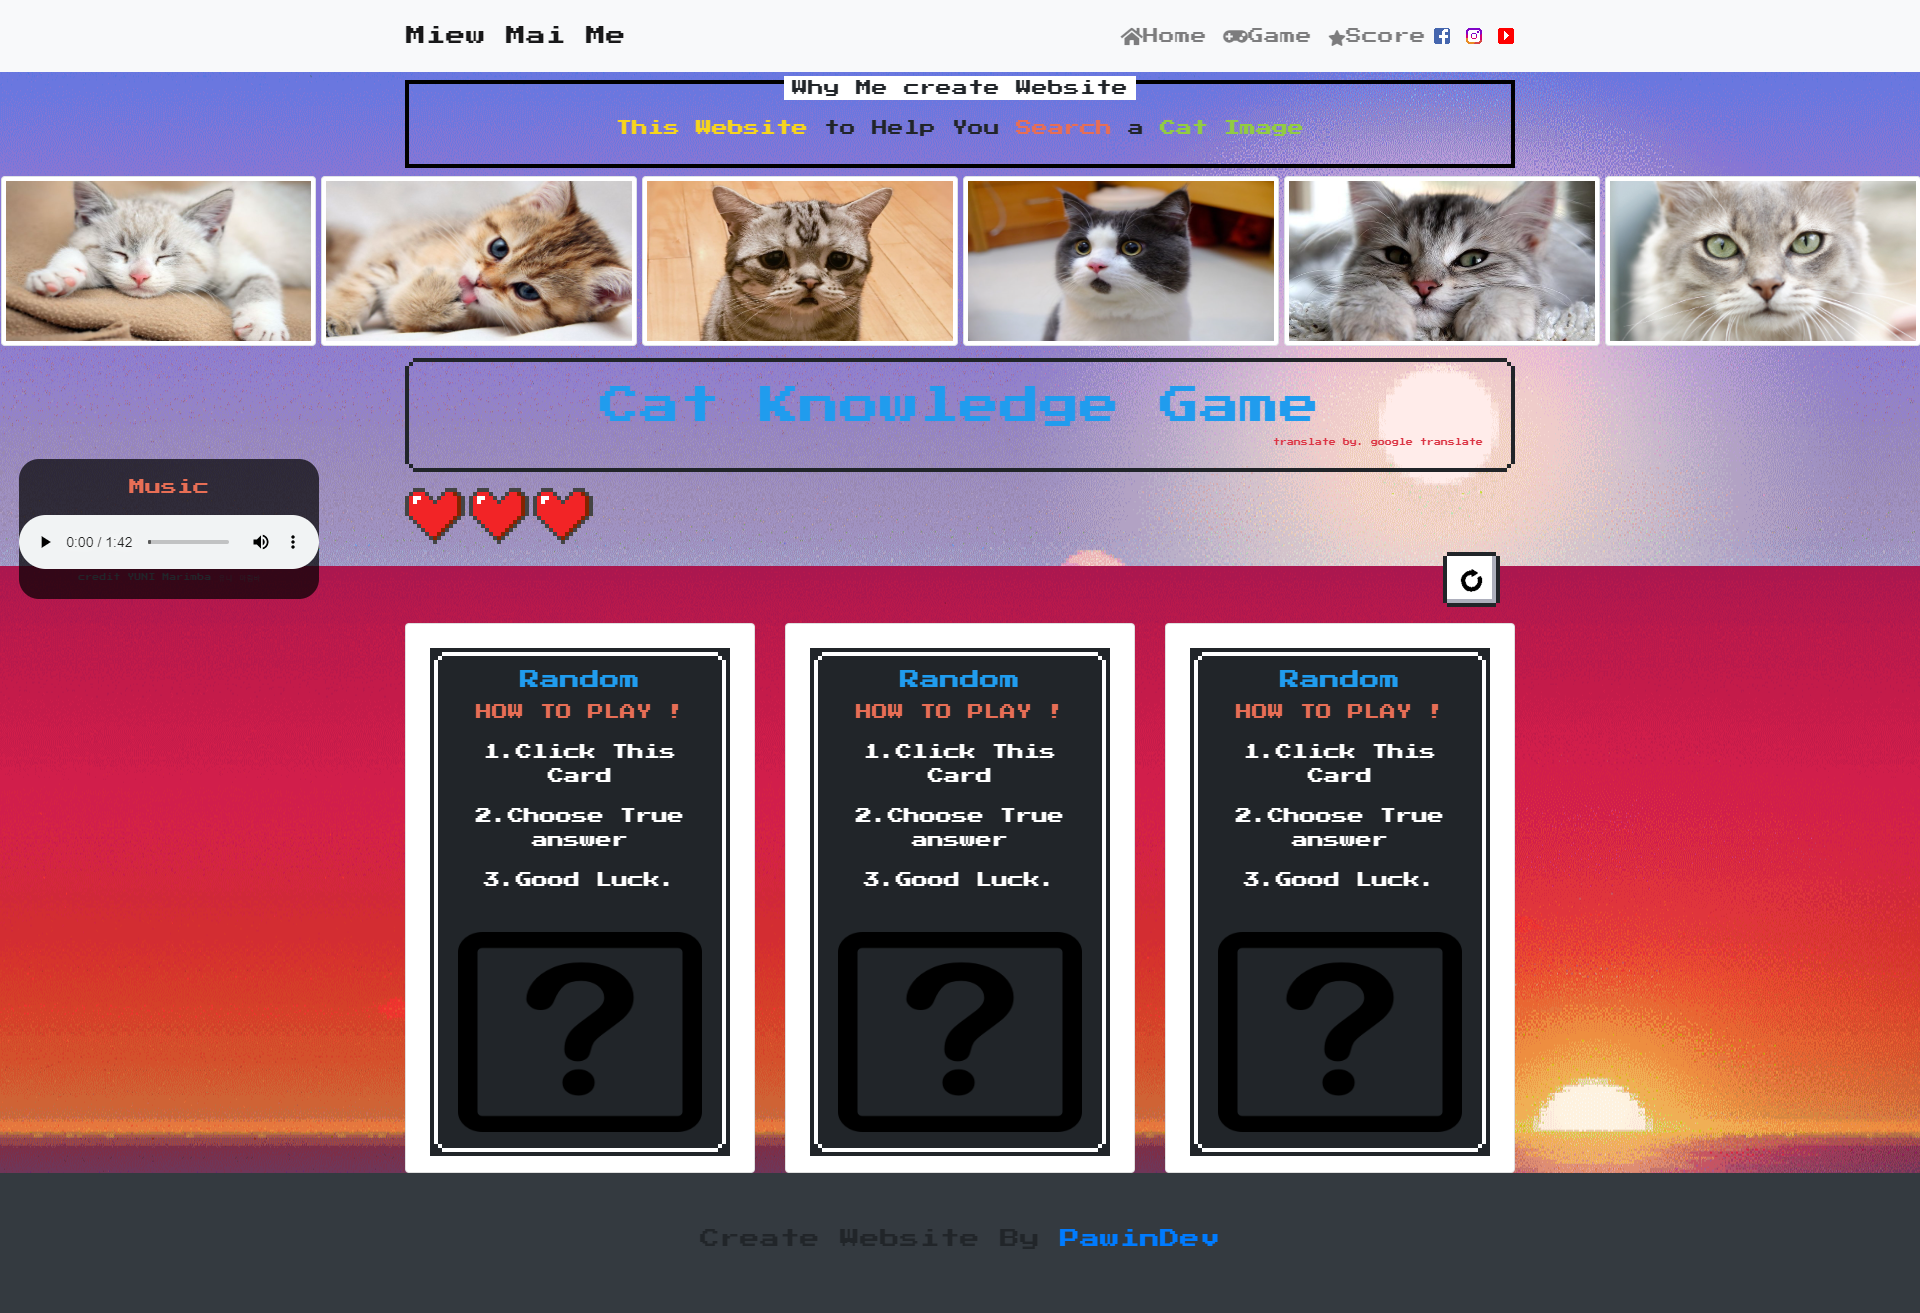 Miew Mai Me
Home Game Score
Why Me create Website
This Website to Help You Search a Cat Image
Cat Knowledge Game
translate by. google translate
Music
0:00 / 1:42
credit YUNI Marimba
Random
HOW TO PLAY !
1.Click This
Card
2.Choose True
answer
3.Good Luck.
?
Random
HOW TO PLAY !
1.Click This
Card
2.Choose True
answer
3.Good Luck.
?
Random
HOW TO PLAY !
1.Click This
Card
2.Choose True
answer
3.Good Luck.
?
Create Website By PawinDev